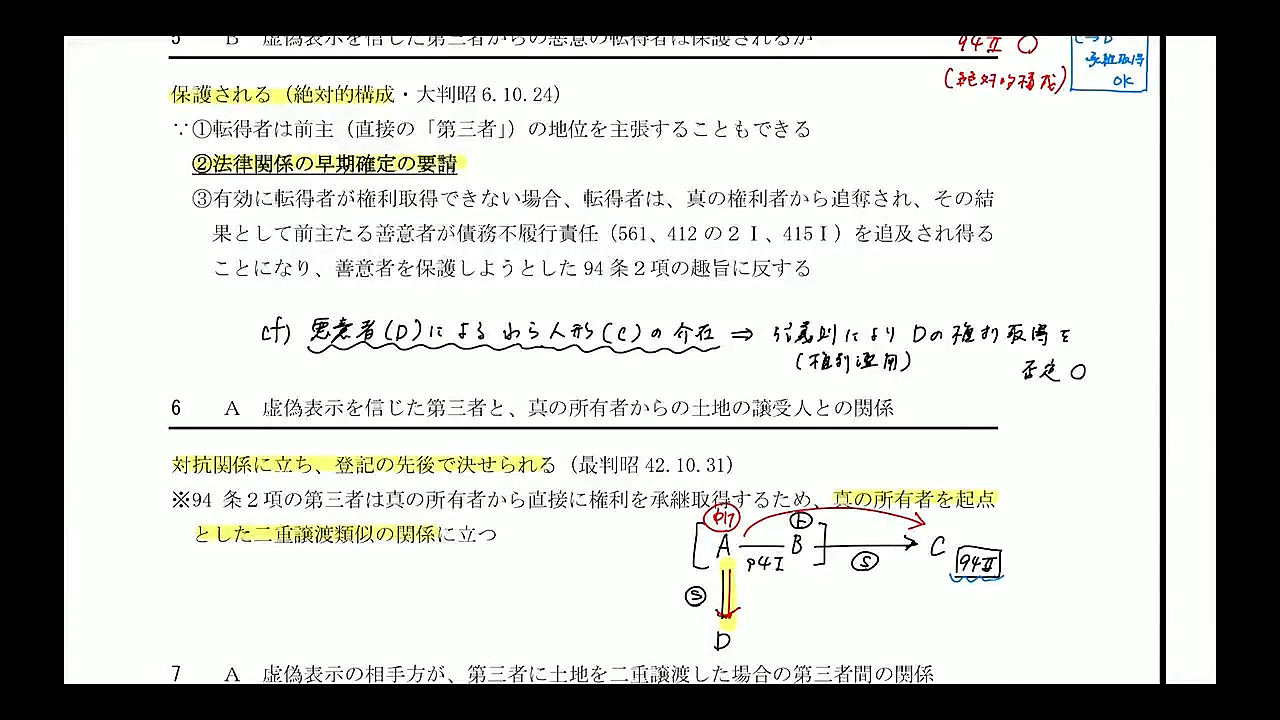 5 B 虚偽表示を信じた第三者からの悪意の転得者は保護されるか
94Ⅱ ○
(絶対的構成)
承継取得
OK
保護される（絶対的構成・大判昭 6.10.24）
∵①転得者は前主（直接の「第三者」）の地位を主張することもできる
②法律関係の早期確定の要請
③有効に転得者が権利取得できない場合、転得者は、真の権利者から追奪され、その結
果として前主たる善意者が債務不履行責任（561、412 の２Ⅰ、415Ⅰ）を追及され得る
ことになり、善意者を保護しようとした 94 条２項の趣旨に反する
cf) 悪意者(D)によるわら人形(C)の介在 ⇒ 信義則により Dの権利取得を
(権利濫用)
否定 ○
6 A 虚偽表示を信じた第三者と、真の所有者からの土地の譲受人との関係
対抗関係に立ち、登記の先後で決せられる（最判昭 42.10.31）
※94 条２項の第三者は真の所有者から直接に権利を承継取得するため、真の所有者を起点
とした二重譲渡類似の関係に立つ
A B C
94Ⅰ
S
94Ⅱ
S
D
7 A 虚偽表示の相手方が、第三者に土地を二重譲渡した場合の第三者間の関係